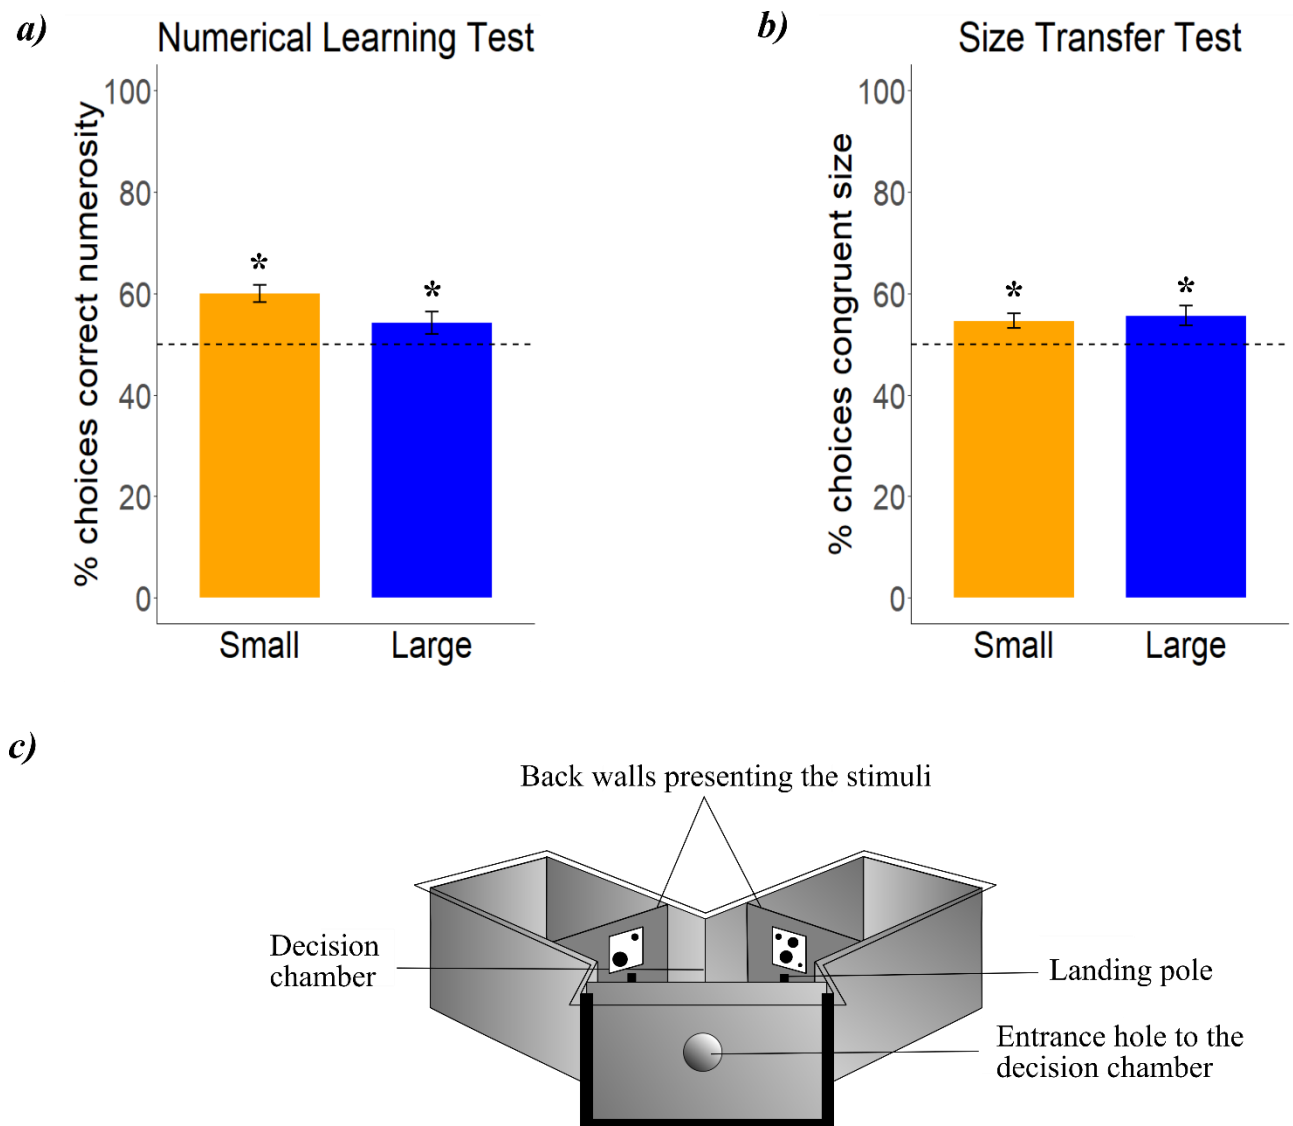 a)
Numerical Learning Test
% choices correct numerosity
100
80
60
40
20
0
*
*
Small
Large
b)
Size Transfer Test
% choices congruent size
100
80
60
40
20
0
*
*
Small
Large
c)
Back walls presenting the stimuli
Decision
chamber
Landing pole
Entrance hole to the
decision chamber